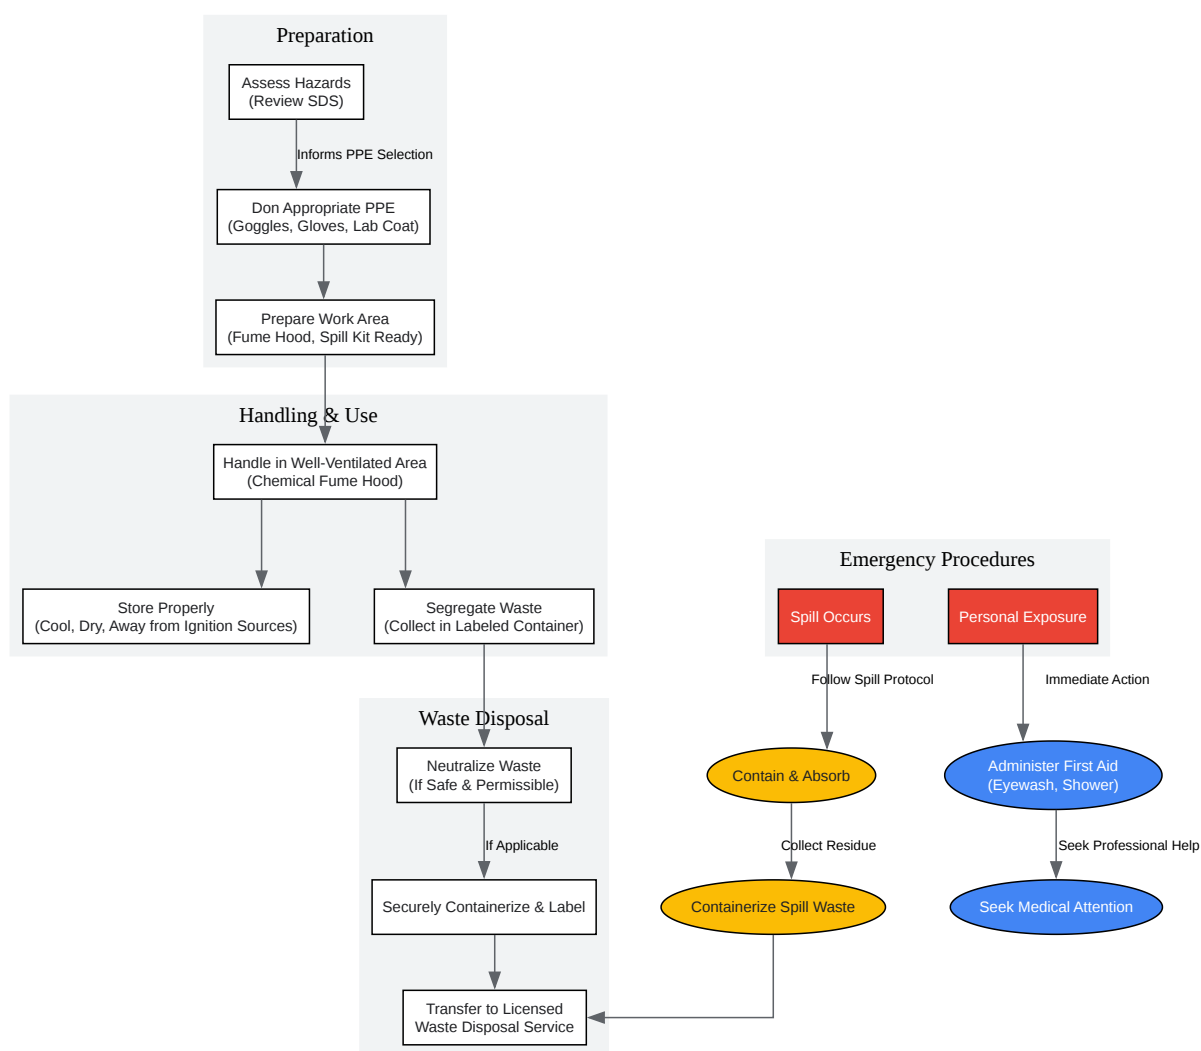 Preparation
Assess Hazards
(Review SDS)
Informs PPE Selection
Don Appropriate PPE
(Goggles, Gloves, Lab Coat)
Prepare Work Area
(Fume Hood, Spill Kit Ready)
Handling & Use
Handle in Well-Ventilated Area
(Chemical Fume Hood)
Store Properly
(Cool, Dry, Away from Ignition Sources)
Segregate Waste
(Collect in Labeled Container)
Waste Disposal
Neutralize Waste
(If Safe & Permissible)
If Applicable
Securely Containerize & Label
Transfer to Licensed
Waste Disposal Service
Emergency Procedures
Spill Occurs
Follow Spill Protocol
Contain & Absorb
Collect Residue
Containerize Spill Waste
Personal Exposure
Immediate Action
Administer First Aid
(Eyewash, Shower)
Seek Professional Help
Seek Medical Attention